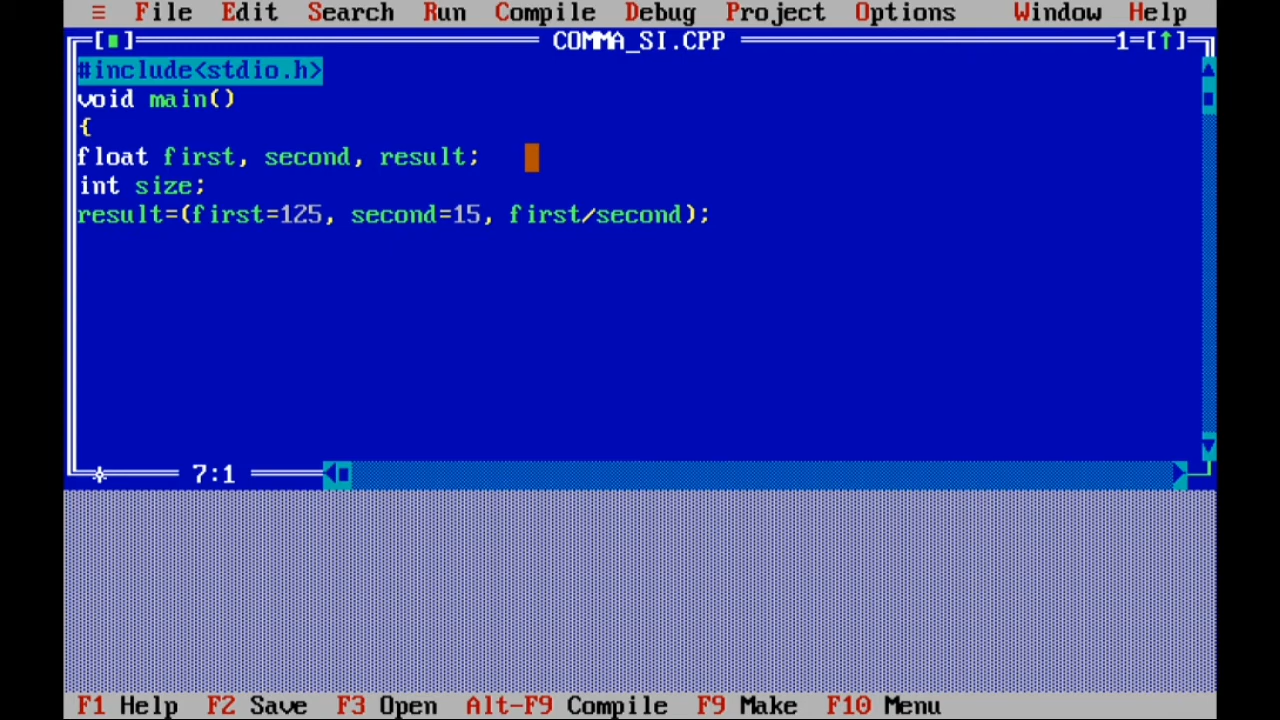 ≡ File Edit Search Run Compile Debug Project Options Window Help
[■] COMMA_SI.CPP 1=[↑]
#include<stdio.h>
void main()
{
float first, second, result;
int size;
result=(first=125, second=15, first/second);
7:1
F1 Help F2 Save F3 Open Alt-F9 Compile F9 Make F10 Menu